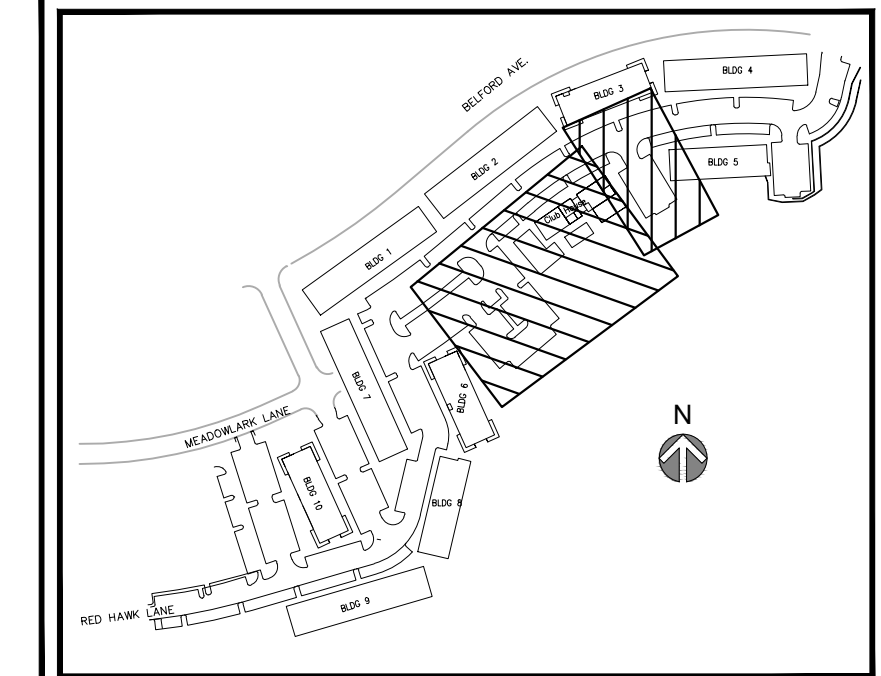 BELFORD AVE.
BLDG 4
BLDG 3
BLDG 5
BLDG 2
Club House
BLDG 1
BLDG 7
BLDG 6
MEADOWLARK LANE
N
BLDG 10
BLDG 8
BLDG 9
RED HAWK LANE